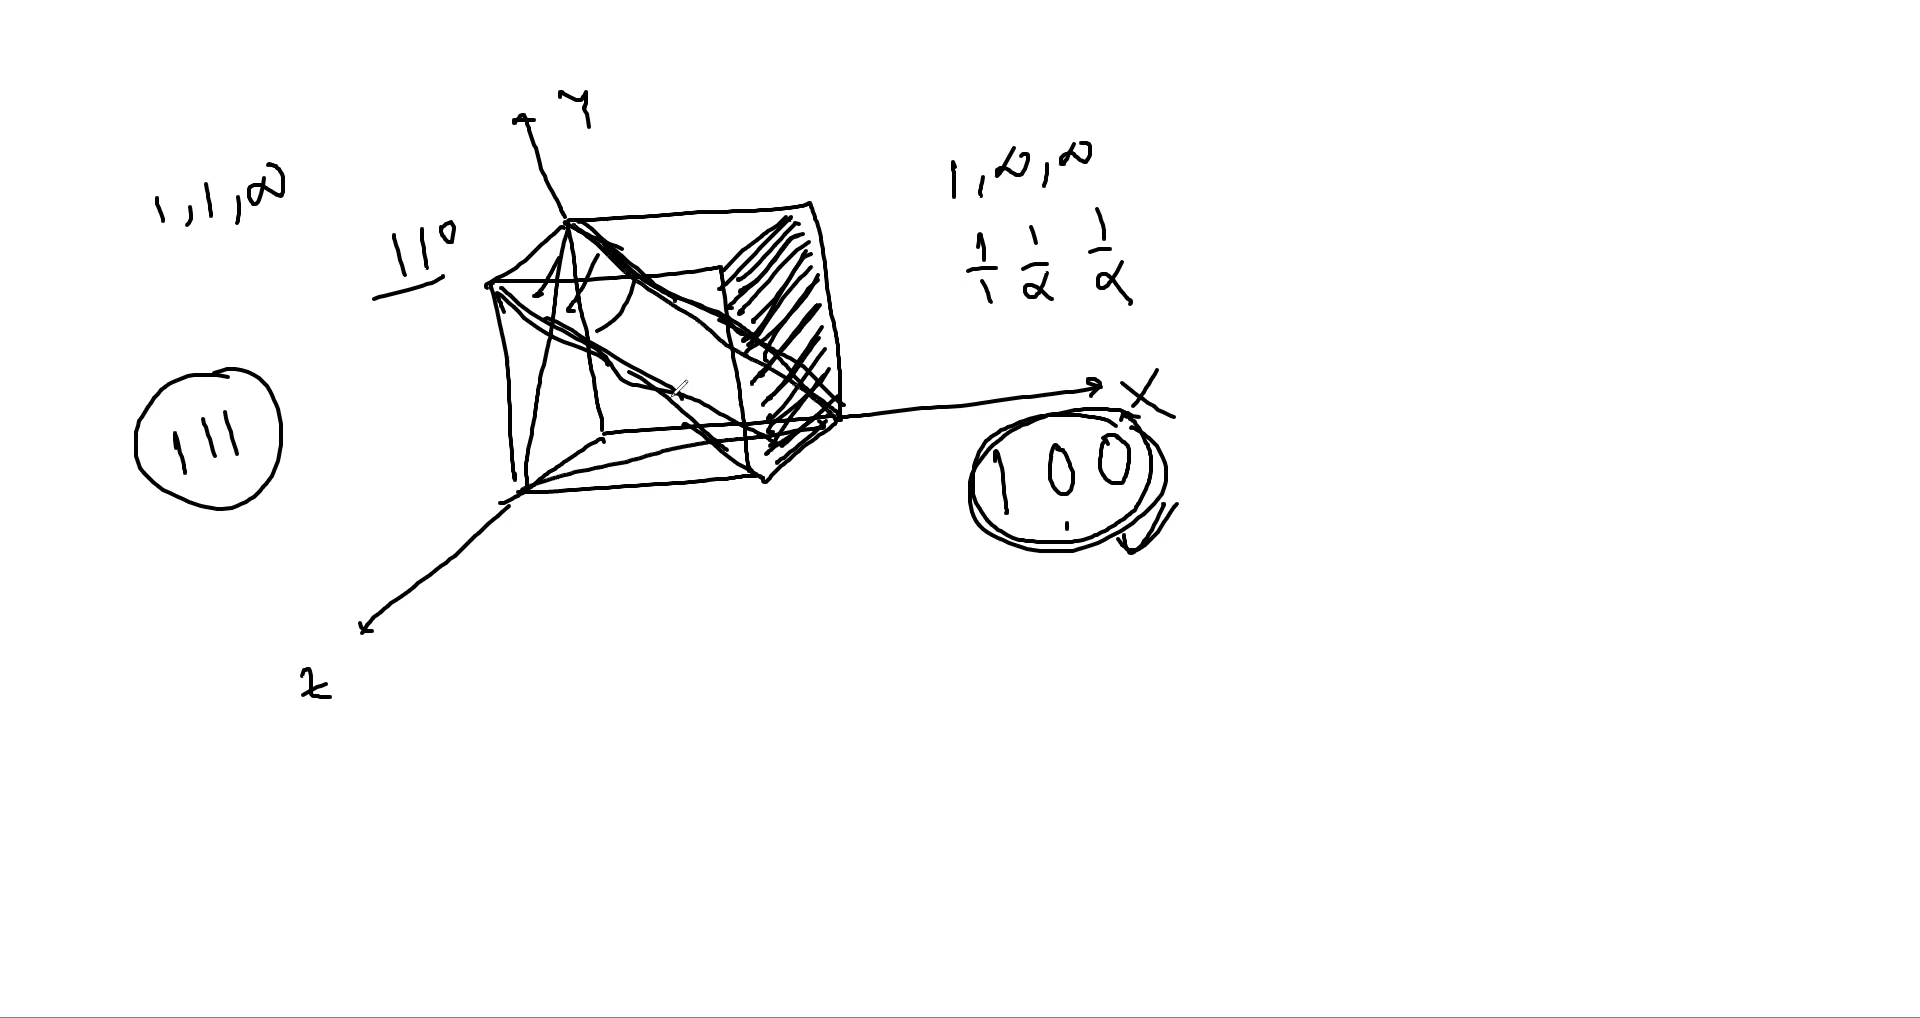 Y
1, ∞, ∞
1, 1, ∞
110
1/1 1/∞ 1/∞
X
111
100
Z